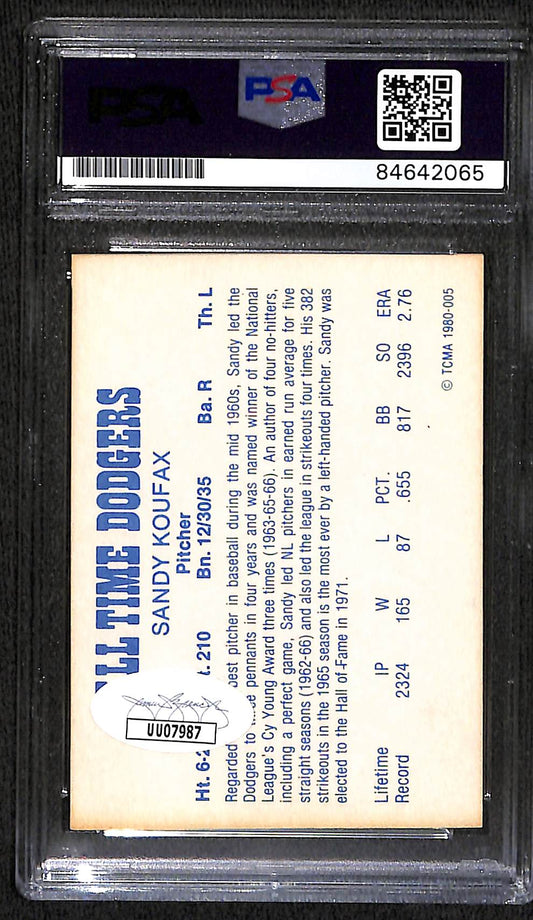 PSA
PSA
84642065
ALL TIME DODGERS
SANDY KOUFAX
Pitcher
Ht. 6-2 t. 210 Bn. 12/30/35 Ba. R Th. L
Regarded best pitcher in baseball during the mid 1960s, Sandy led the
Dodgers to three pennants in four years and was named winner of the National
League's Cy Young Award three times (1963-65-66). An author of four no-hitters,
including a perfect game, Sandy led NL pitchers in earned run average for five
straight seasons (1962-66) and also led the league in strikeouts four times. His 382
strikeouts in the 1965 season is the most ever by a left-handed pitcher. Sandy was
elected to the Hall of Fame in 1971.
IP W L PCT. BB SO ERA
Lifetime
Record 2324 165 87 .655 817 2396 2.76
© TCMA 1980-005
UU07987